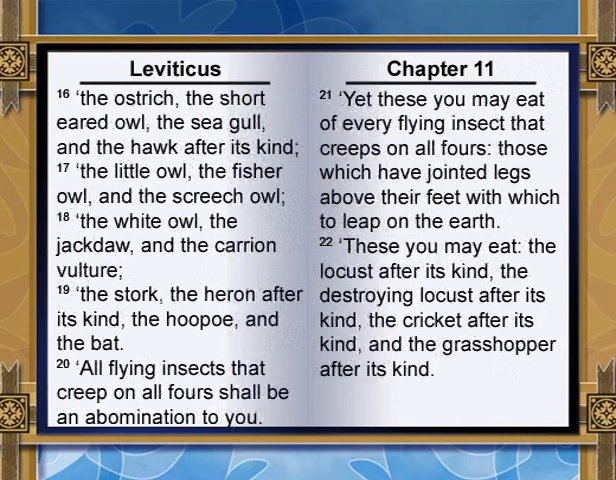 Leviticus
16 ‘the ostrich, the short
eared owl, the sea gull,
and the hawk after its kind;
17 ‘the little owl, the fisher
owl, and the screech owl;
18 ‘the white owl, the
jackdaw, and the carrion
vulture;
19 ‘the stork, the heron after
its kind, the hoopoe, and
the bat.
20 ‘All flying insects that
creep on all fours shall be
an abomination to you.
Chapter 11
21 ‘Yet these you may eat
of every flying insect that
creeps on all fours: those
which have jointed legs
above their feet with which
to leap on the earth.
22 ‘These you may eat: the
locust after its kind, the
destroying locust after its
kind, the cricket after its
kind, and the grasshopper
after its kind.